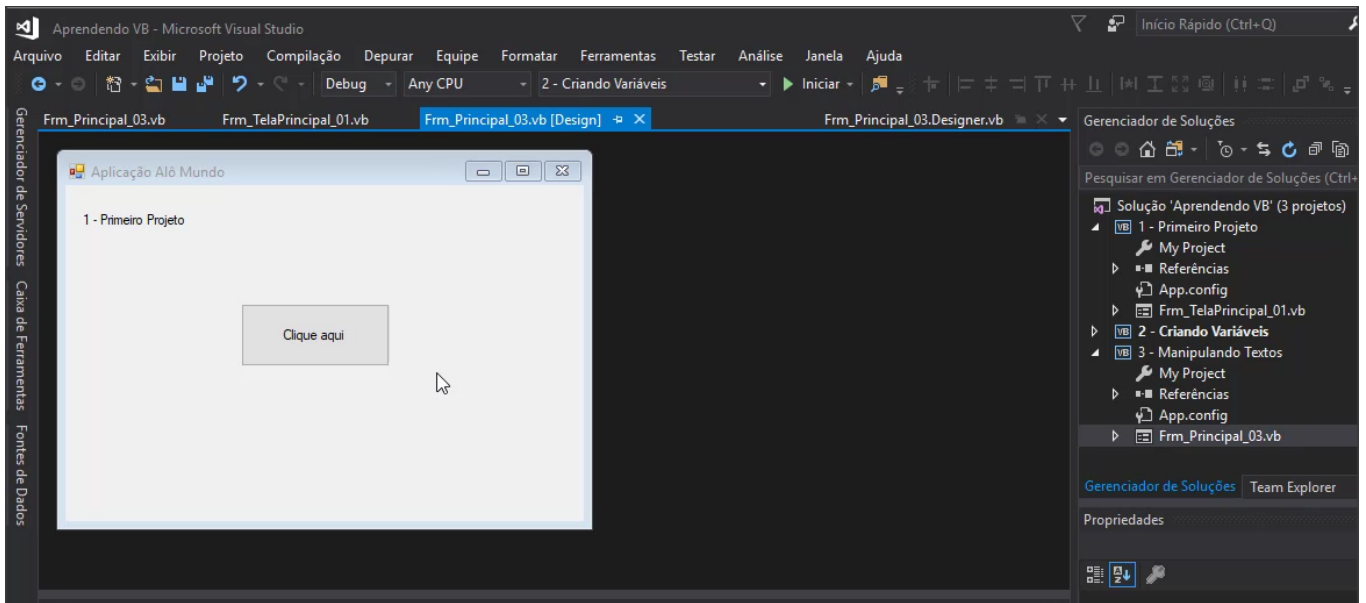 Aprendendo VB - Microsoft Visual Studio
Início Rápido (Ctrl+Q)
Arquivo Editar Exibir Projeto Compilação Depurar Equipe Formatar Ferramentas Testar Análise Janela Ajuda
Debug Any CPU 2 - Criando Variáveis Iniciar
Gerenciador de Servidores
Caixa de Ferramentas
Fontes de Dados
Frm_Principal_03.vb Frm_TelaPrincipal_01.vb Frm_Principal_03.vb [Design] Frm_Principal_03.Designer.vb
Aplicação Alô Mundo
1 - Primeiro Projeto
Clique aqui
Gerenciador de Soluções
Pesquisar em Gerenciador de Soluções (Ctrl+
Solução 'Aprendendo VB' (3 projetos)
VB 1 - Primeiro Projeto
My Project
Referências
App.config
Frm_TelaPrincipal_01.vb
VB 2 - Criando Variáveis
VB 3 - Manipulando Textos
My Project
Referências
App.config
Frm_Principal_03.vb
Gerenciador de Soluções Team Explorer
Propriedades